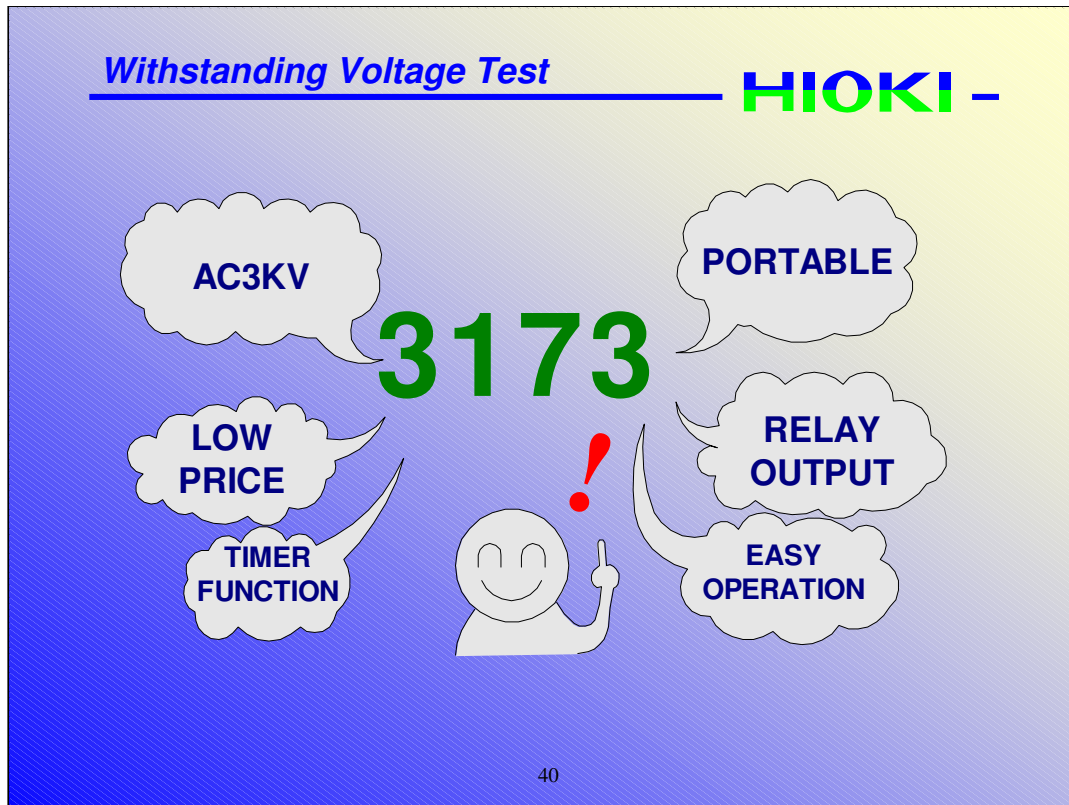 Withstanding Voltage Test
HIOKI
AC3KV
PORTABLE
3173
LOW
PRICE
RELAY
OUTPUT
!
TIMER
FUNCTION
EASY
OPERATION
40